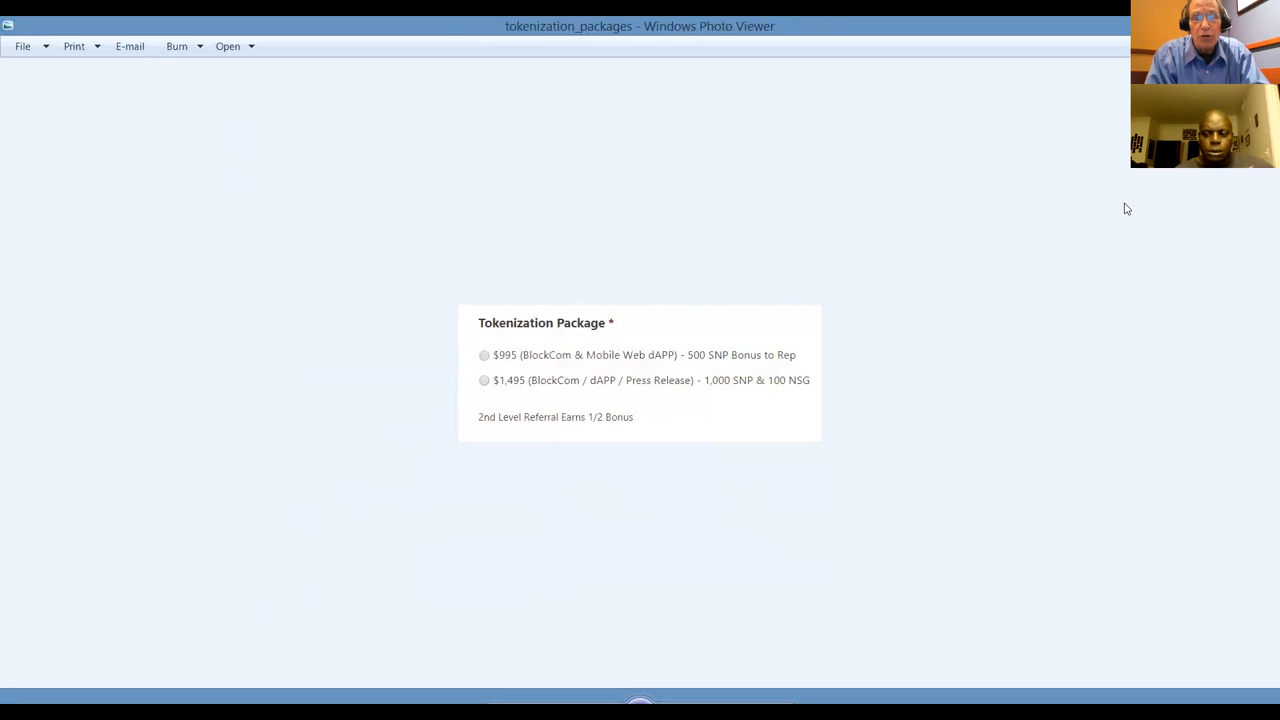 tokenization_packages - Windows Photo Viewer
File Print E-mail Burn Open
Tokenization Package *
$995 (BlockCom & Mobile Web dAPP) - 500 SNP Bonus to Rep
$1,495 (BlockCom / dAPP / Press Release) - 1,000 SNP & 100 NSG
2nd Level Referral Earns 1/2 Bonus